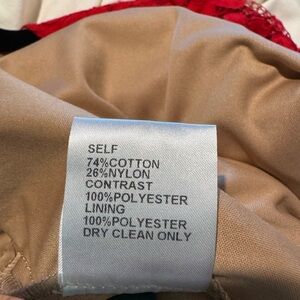 SELF
74%COTTON
26%NYLON
CONTRAST
100%POLYESTER
LINING
100%POLYESTER
DRY CLEAN ONLY